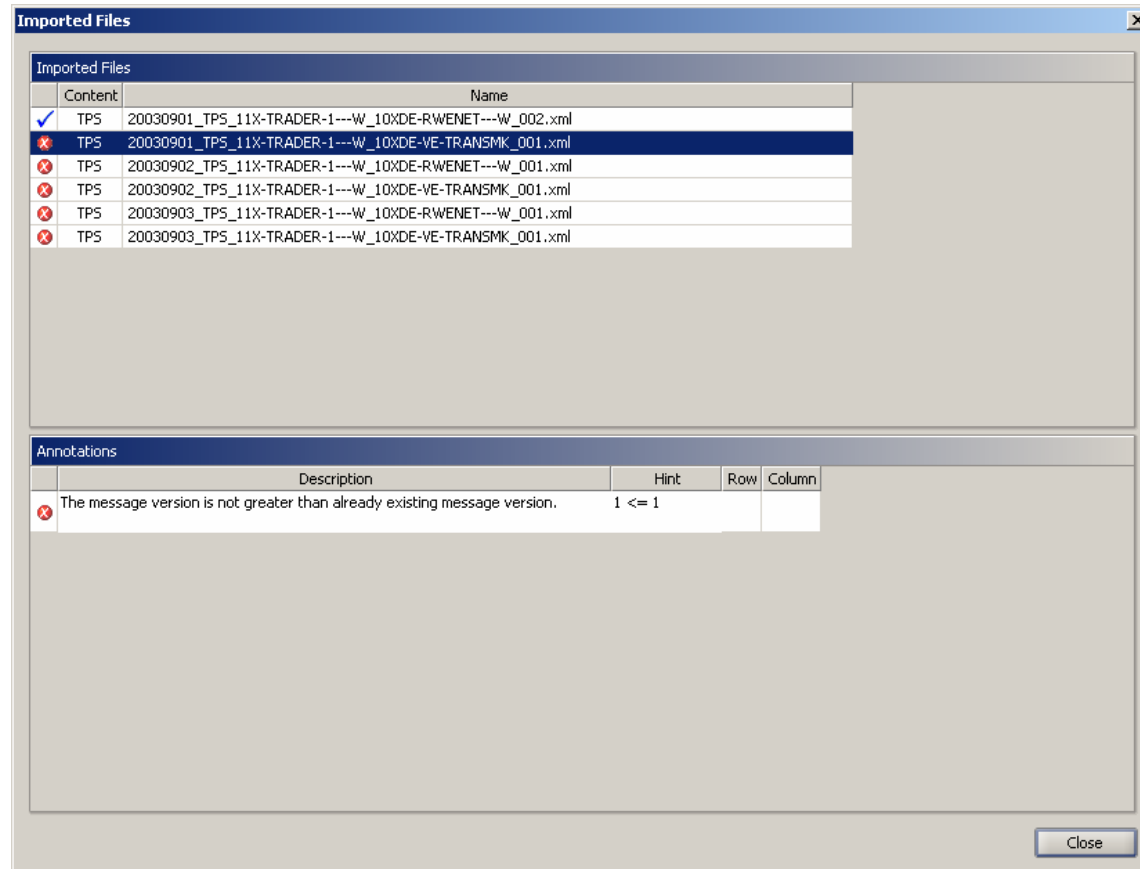 Imported Files
Imported Files
Content Name
TPS 20030901_TPS_11X-TRADER-1---W_10XDE-RWENET---W_002.xml
TPS 20030901_TPS_11X-TRADER-1---W_10XDE-VE-TRANSMK_001.xml
TPS 20030902_TPS_11X-TRADER-1---W_10XDE-RWENET---W_001.xml
TPS 20030902_TPS_11X-TRADER-1---W_10XDE-VE-TRANSMK_001.xml
TPS 20030903_TPS_11X-TRADER-1---W_10XDE-RWENET---W_001.xml
TPS 20030903_TPS_11X-TRADER-1---W_10XDE-VE-TRANSMK_001.xml
Annotations
Description Hint Row Column
The message version is not greater than already existing message version. 1 <= 1
Close